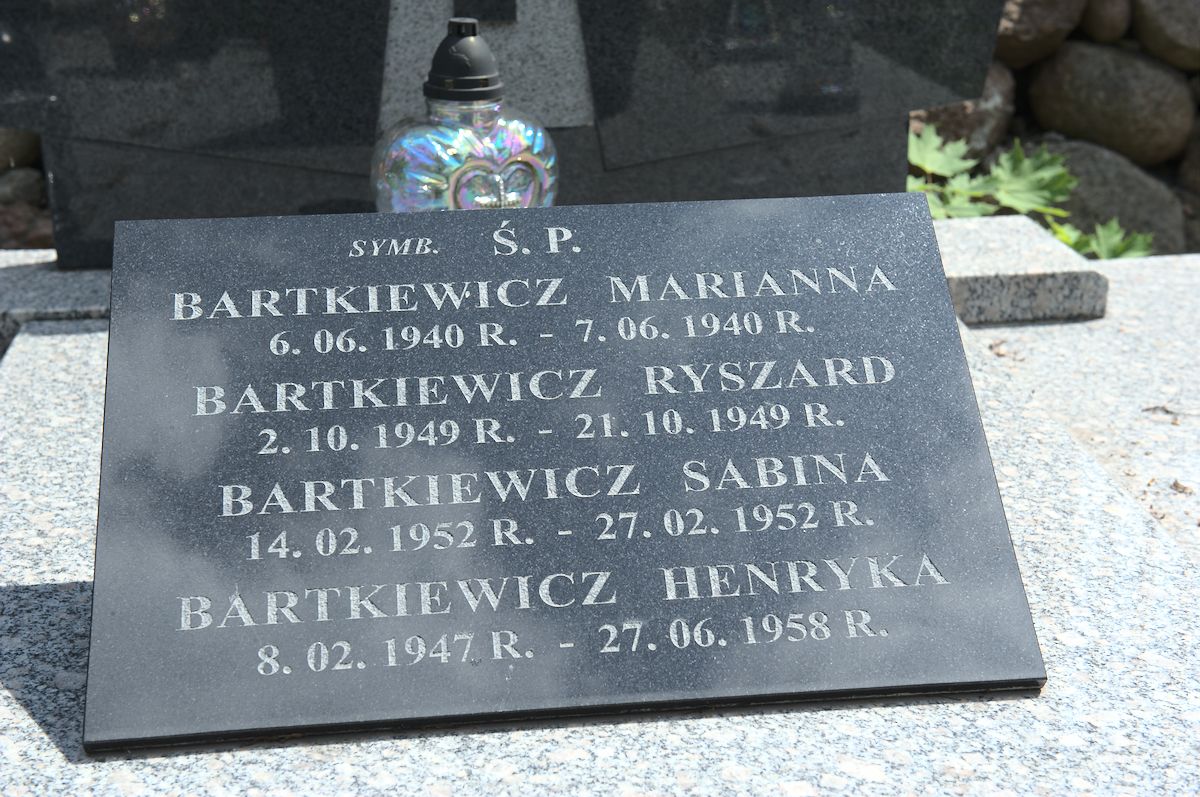 SYMB. Ś. P.
BARTKIEWICZ MARIANNA
6. 06. 1940 R. - 7. 06. 1940 R.
BARTKIEWICZ RYSZARD
2. 10. 1949 R. - 21. 10. 1949 R.
BARTKIEWICZ SABINA
14. 02. 1952 R. - 27. 02. 1952 R.
BARTKIEWICZ HENRYKA
8. 02. 1947 R. - 27. 06. 1958 R.